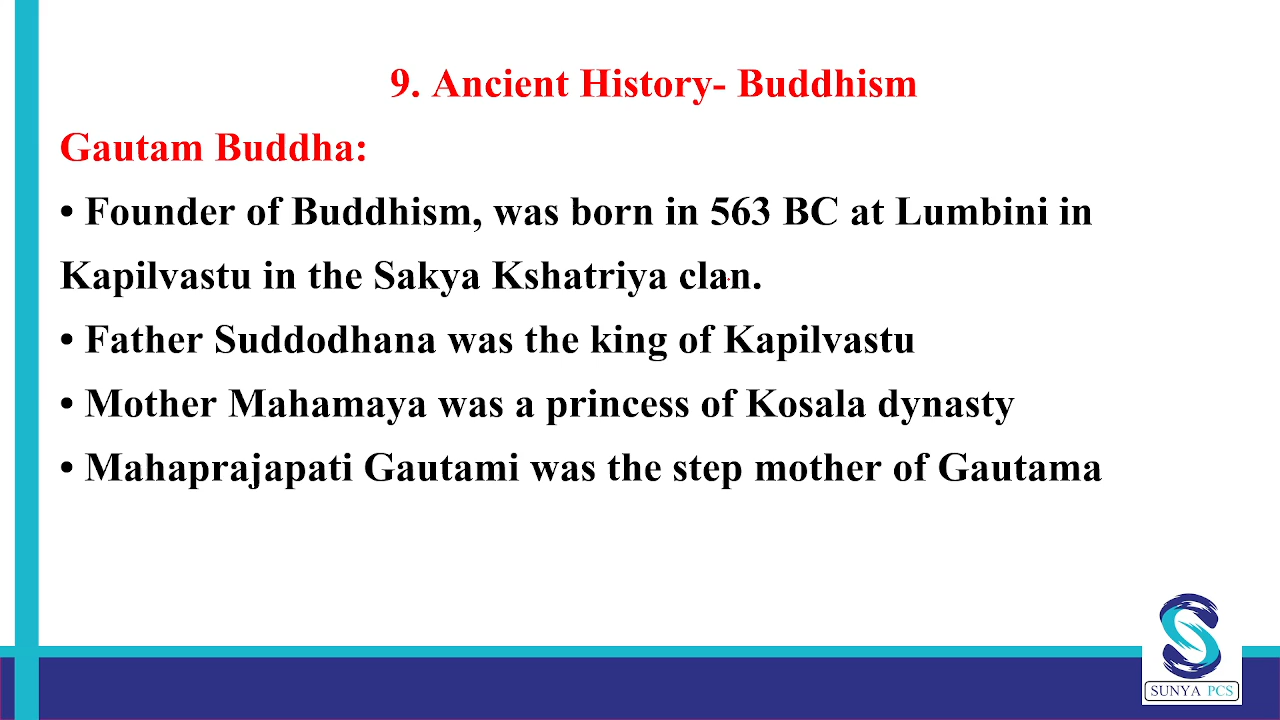 9. Ancient History- Buddhism
Gautam Buddha:
• Founder of Buddhism, was born in 563 BC at Lumbini in
Kapilvastu in the Sakya Kshatriya clan.
• Father Suddodhana was the king of Kapilvastu
• Mother Mahamaya was a princess of Kosala dynasty
• Mahaprajapati Gautami was the step mother of Gautama
SUNYA PCS